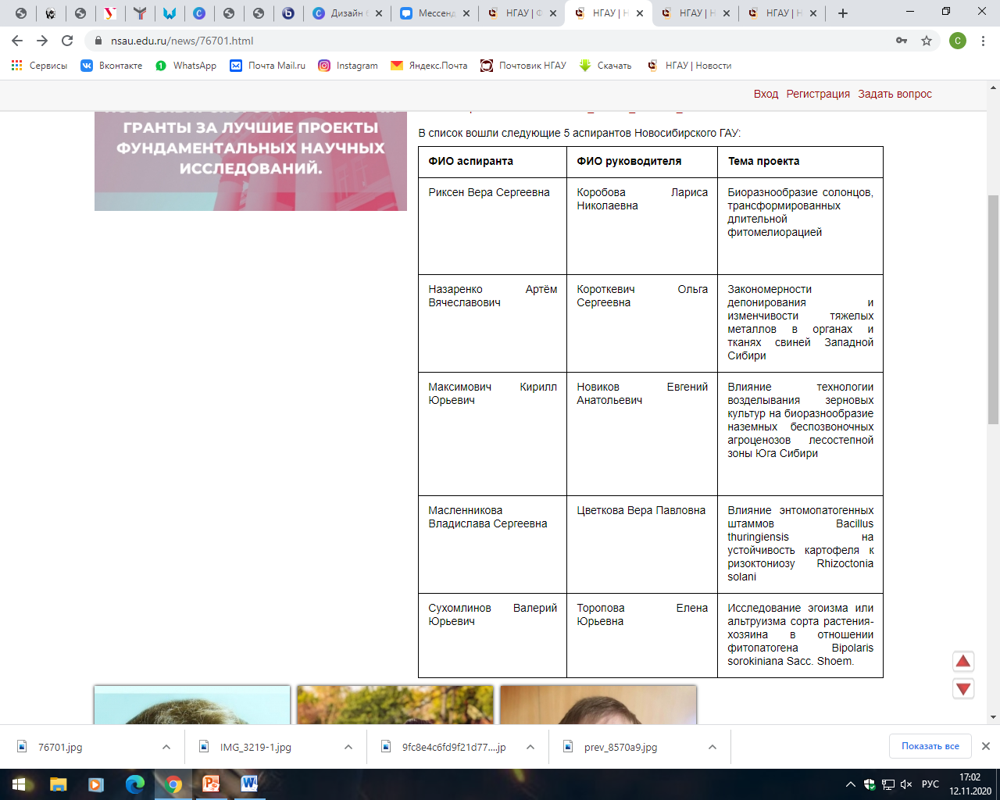 Дизайн
Мессенд
НГАУ | Ф
НГАУ | Н
НГАУ | Н
НГАУ | Н
nsau.edu.ru/news/76701.html
C
Сервисы Вконтакте WhatsApp Почта Mail.ru Instagram Яндекс.Почта Почтовик НГАУ Скачать НГАУ | Новости
Вход Регистрация Задать вопрос
ГРАНТЫ ЗА ЛУЧШИЕ ПРОЕКТЫ
ФУНДАМЕНТАЛЬНЫХ НАУЧНЫХ
ИССЛЕДОВАНИЙ.
В список вошли следующие 5 аспирантов Новосибирского ГАУ:
ФИО аспиранта
ФИО руководителя
Тема проекта
Риксен Вера Сергеевна
Коробова Лариса
Николаевна
Биоразнообразие солонцов,
трансформированных
длительной
фитомелиорацией
Назаренко Артём
Вячеславович
Короткевич Ольга
Сергеевна
Закономерности
депонирования и
изменчивости тяжелых
металлов в органах и
тканях свиней Западной
Сибири
Максимович Кирилл
Юрьевич
Новиков Евгений
Анатольевич
Влияние технологии
возделывания зерновых
культур на биоразнообразие
наземных беспозвоночных
агроценозов лесостепной
зоны Юга Сибири
Масленникова
Владислава Сергеевна
Цветкова Вера Павловна
Влияние энтомопатогенных
штаммов Bacillus
thuringiensis на
устойчивость картофеля к
ризоктониозу Rhizoctonia
solani
Сухомлинов Валерий
Юрьевич
Торопова Елена
Юрьевна
Исследование эгоизма или
альтруизма сорта растения-
хозяина в отношении
фитопатогена Bipolaris
sorokiniana Sacc. Shoem.
76701.jpg
IMG_3219-1.jpg
9fc8e4c6fd9f21d77....jp
prev_8570a9.jpg
Показать все
РУС
17:02
12.11.2020